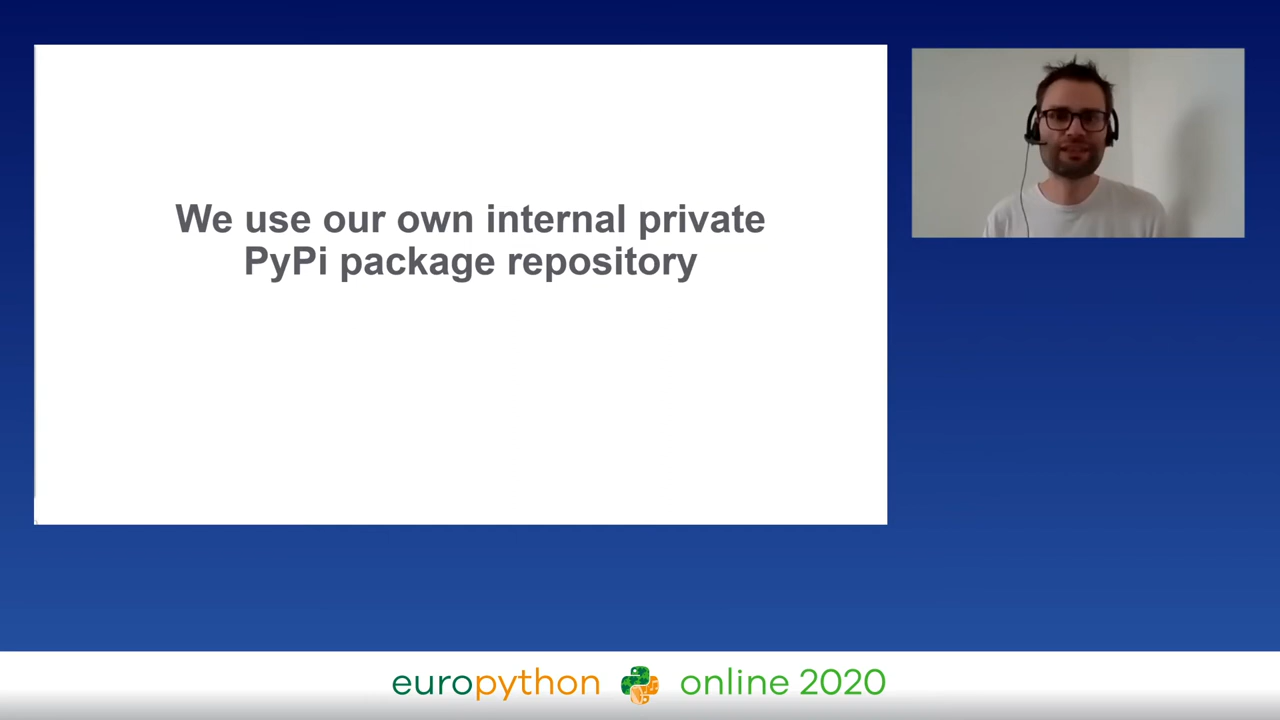 We use our own internal private
PyPi package repository
europython online 2020